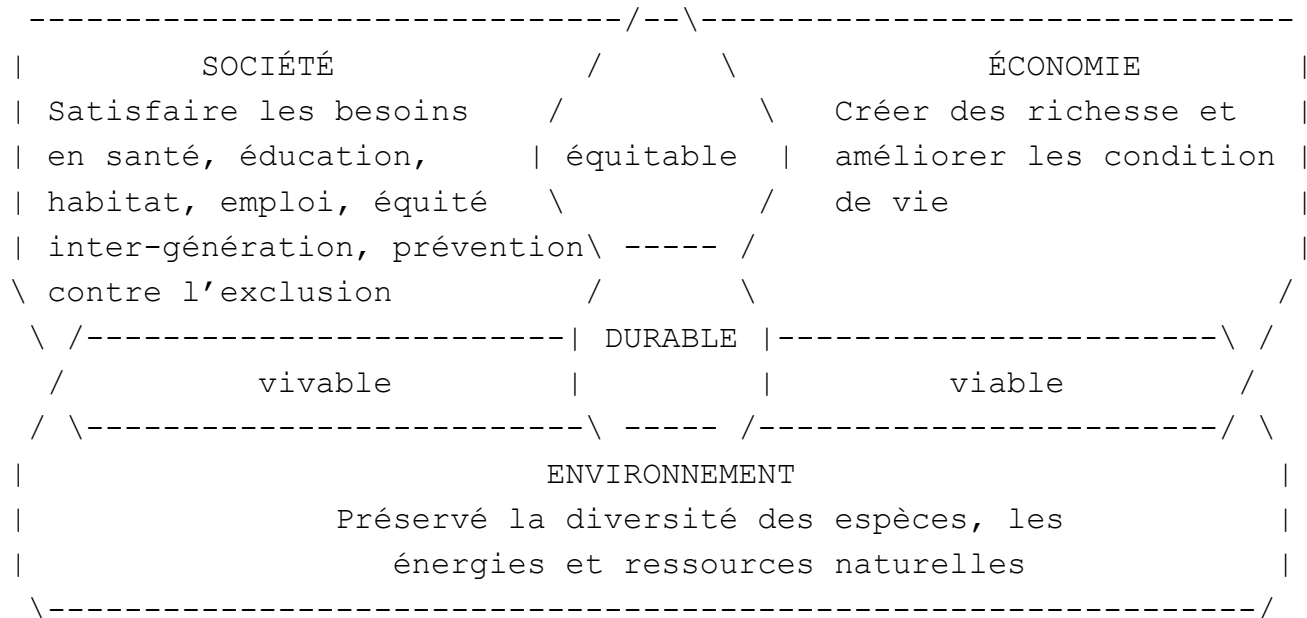 SOCIÉTÉ ÉCONOMIE
Satisfaire les besoins Créer des richesse et
en santé, éducation, équitable améliorer les condition
habitat, emploi, équité de vie
inter-génération, prévention
contre l'exclusion
DURABLE
vivable viable
ENVIRONNEMENT
Préservé la diversité des espèces, les
énergies et ressources naturelles